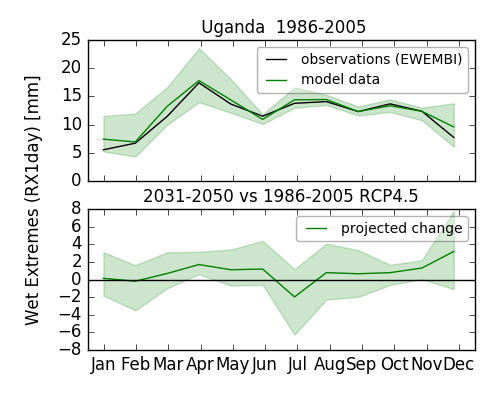 Uganda 1986-2005
25
20
15
10
5
0
observations (EWEMBI)
model data
Wet Extremes (RX1day) [mm]
2031-2050 vs 1986-2005 RCP4.5
8
6
4
2
0
−2
−4
−6
−8
projected change
Jan Feb Mar Apr May Jun Jul Aug Sep Oct Nov Dec